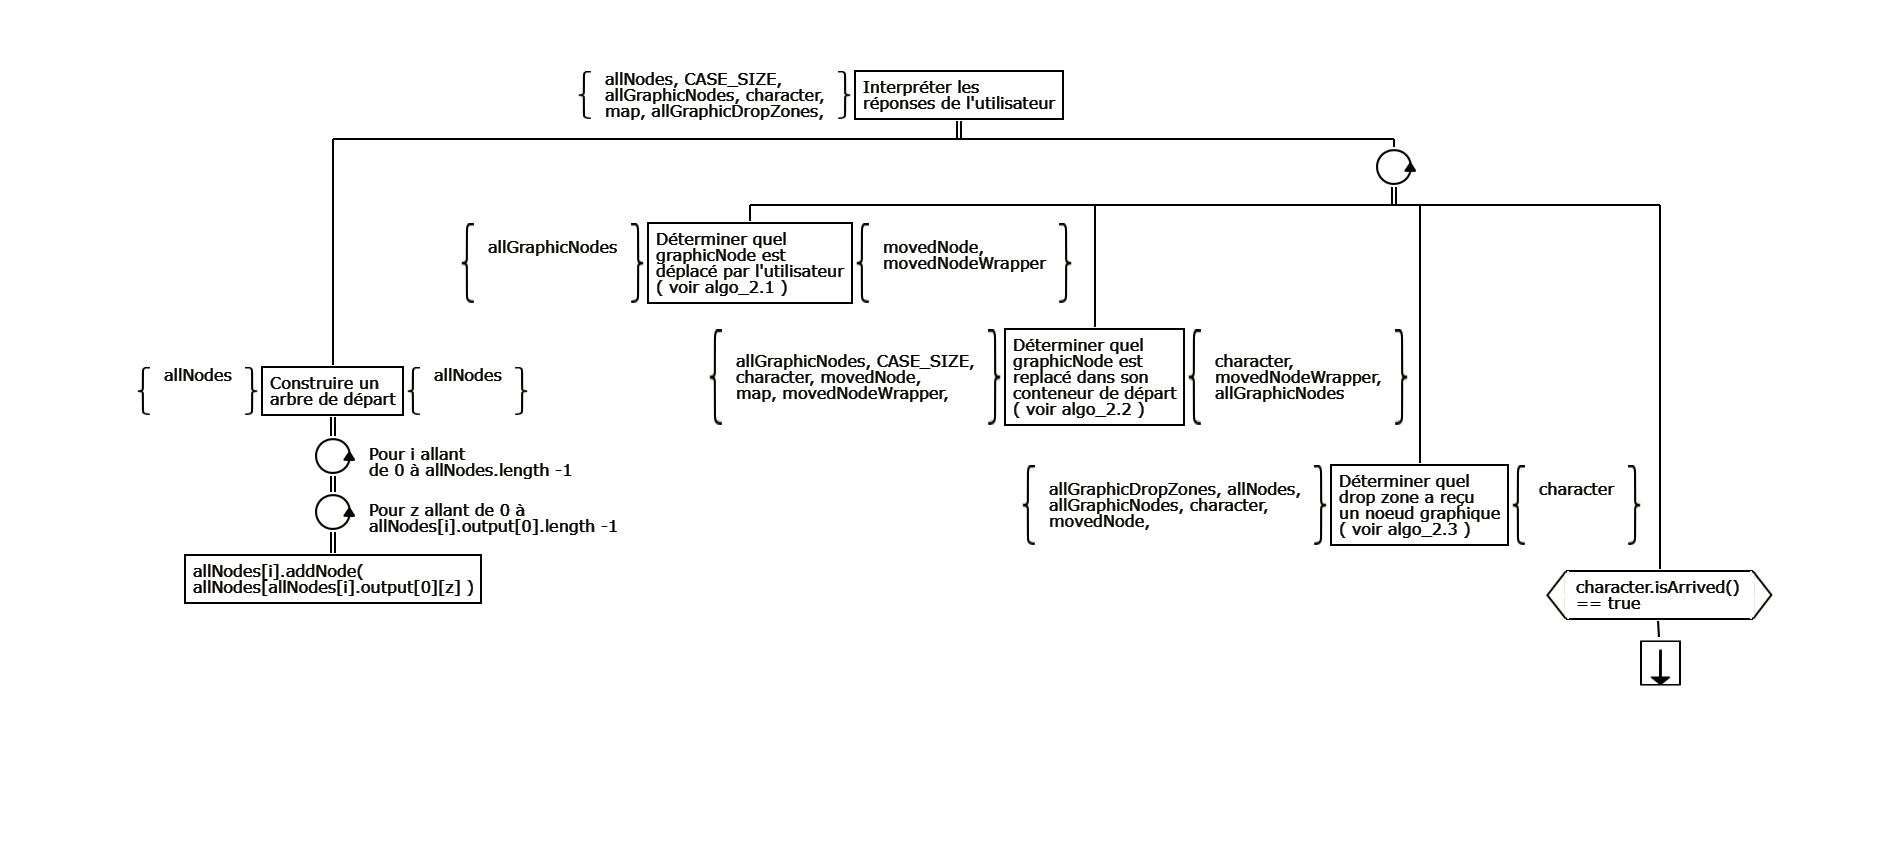 allNodes, CASE_SIZE,
allGraphicNodes, character,
map, allGraphicDropZones,
Interpréter les
réponses de l'utilisateur
allGraphicNodes
Déterminer quel
graphicNode est
déplacé par l'utilisateur
( voir algo_2.1 )
movedNode,
movedNodeWrapper
allGraphicNodes, CASE_SIZE,
character, movedNode,
map, movedNodeWrapper,
Déterminer quel
graphicNode est
replacé dans son
conteneur de départ
( voir algo_2.2 )
character,
movedNodeWrapper,
allGraphicNodes
allNodes
Construire un
arbre de départ
allNodes
Pour i allant
de 0 à allNodes.length -1
Pour z allant de 0 à
allNodes[i].output[0].length -1
allNodes[i].addNode(
allNodes[allNodes[i].output[0][z] )
allGraphicDropZones, allNodes,
allGraphicNodes, character,
movedNode,
Déterminer quel
drop zone a reçu
un noeud graphique
( voir algo_2.3 )
character
character.isArrived()
== true